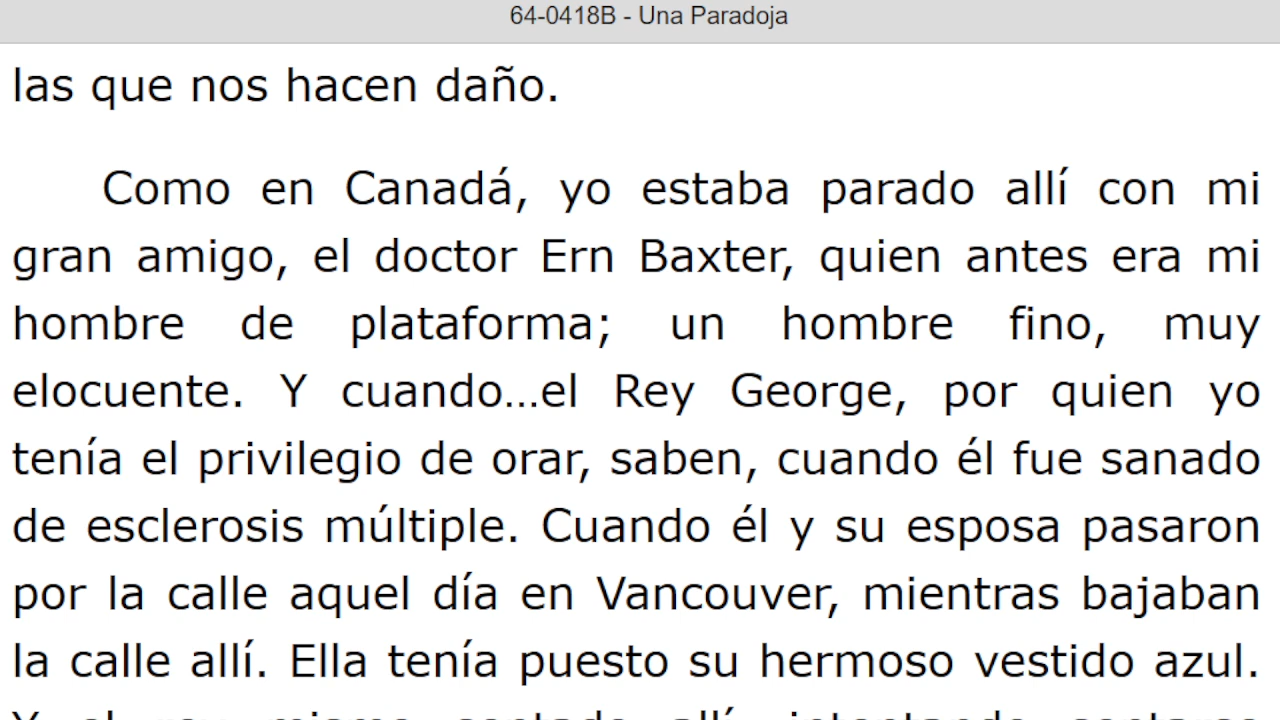 64-0418B - Una Paradoja
las que nos hacen daño.
Como en Canadá, yo estaba parado allí con mi
gran amigo, el doctor Ern Baxter, quien antes era mi
hombre de plataforma; un hombre fino, muy
elocuente. Y cuando...el Rey George, por quien yo
tenía el privilegio de orar, saben, cuando él fue sanado
de esclerosis múltiple. Cuando él y su esposa pasaron
por la calle aquel día en Vancouver, mientras bajaban
la calle allí. Ella tenía puesto su hermoso vestido azul.